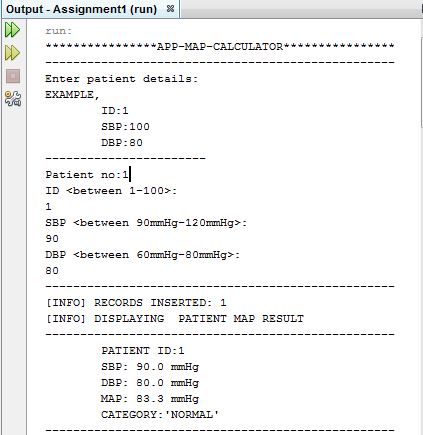 Output - Assignment1 (run)
run:
****************APP-MAP-CALCULATOR****************
--------------------------------------------------
Enter patient details:
EXAMPLE,
ID:1
SBP:100
DBP:80
-----------------------
Patient no:1
ID <between 1-100>:
1
SBP <between 90mmHg-120mmHg>:
90
DBP <between 60mmHg-80mmHg>:
80
--------------------------------------------------
[INFO] RECORDS INSERTED: 1
[INFO] DISPLAYING  PATIENT MAP RESULT
--------------------------------------------------
PATIENT ID:1
SBP: 90.0 mmHg
DBP: 80.0 mmHg
MAP: 83.3 mmHg
CATEGORY:'NORMAL'
--------------------------------------------------